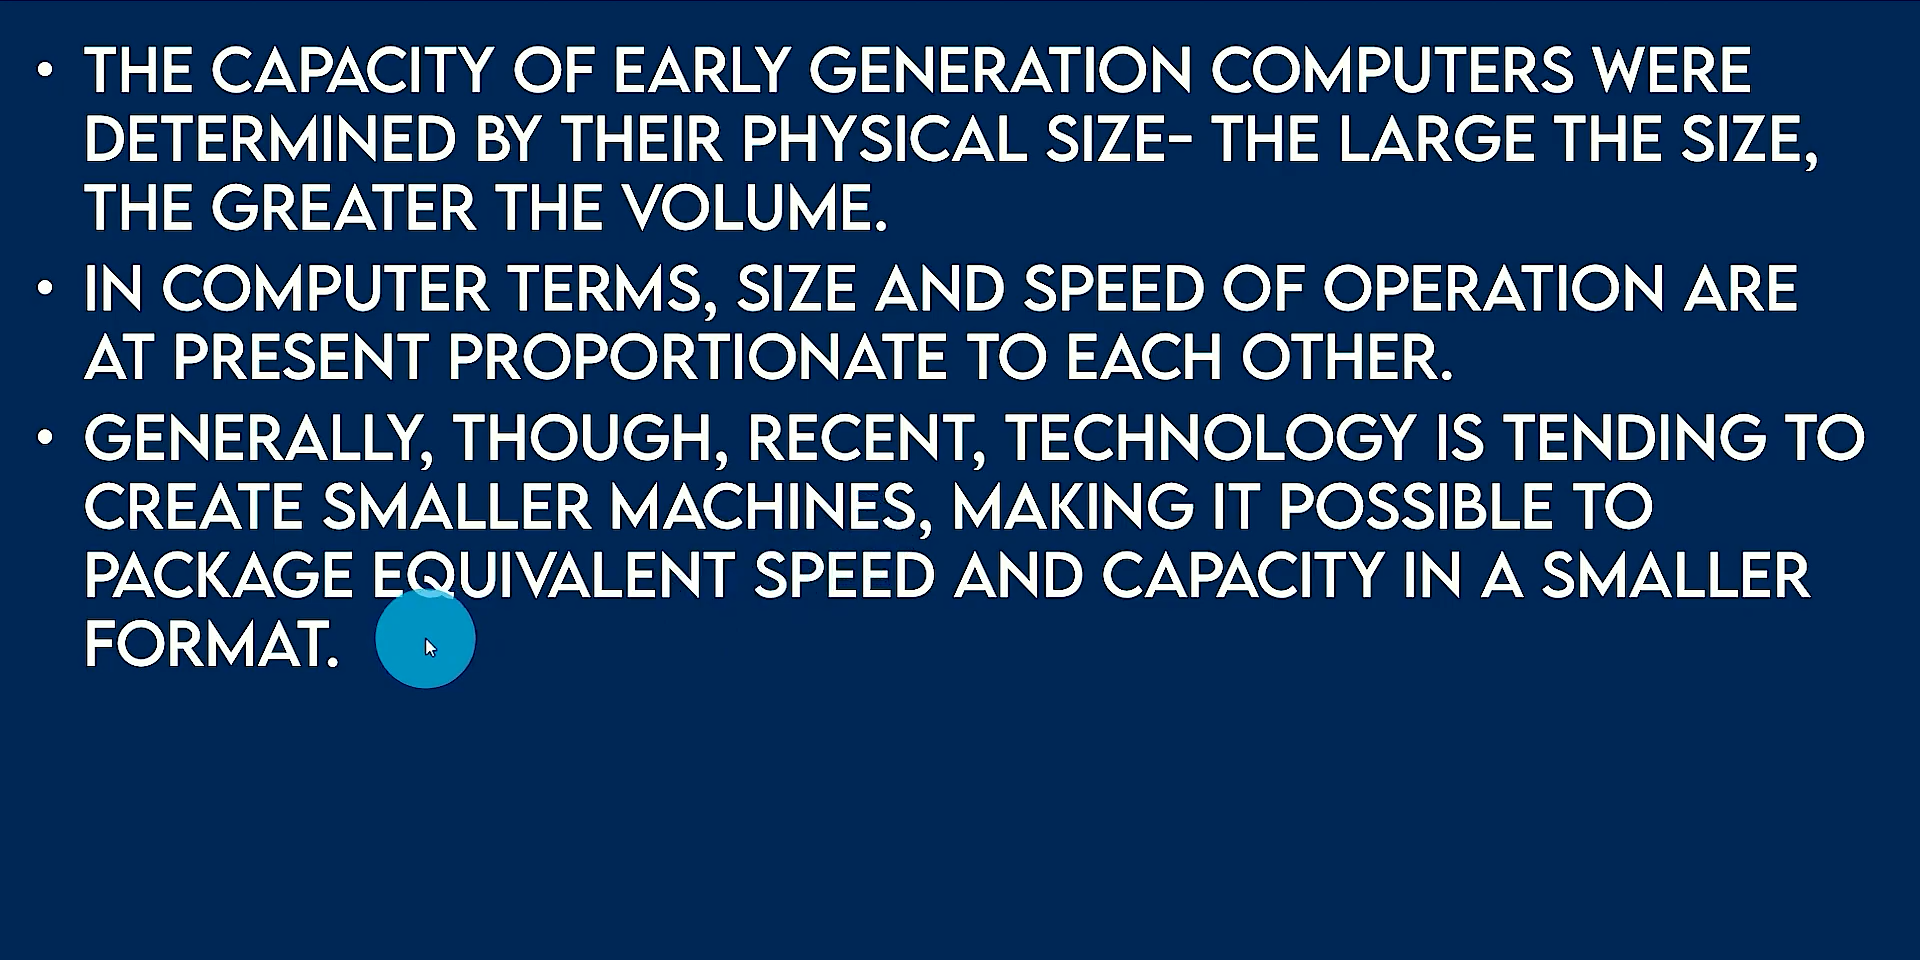 • THE CAPACITY OF EARLY GENERATION COMPUTERS WERE
DETERMINED BY THEIR PHYSICAL SIZE- THE LARGE THE SIZE,
THE GREATER THE VOLUME.
• IN COMPUTER TERMS, SIZE AND SPEED OF OPERATION ARE
AT PRESENT PROPORTIONATE TO EACH OTHER.
• GENERALLY, THOUGH, RECENT, TECHNOLOGY IS TENDING TO
CREATE SMALLER MACHINES, MAKING IT POSSIBLE TO
PACKAGE EQUIVALENT SPEED AND CAPACITY IN A SMALLER
FORMAT.